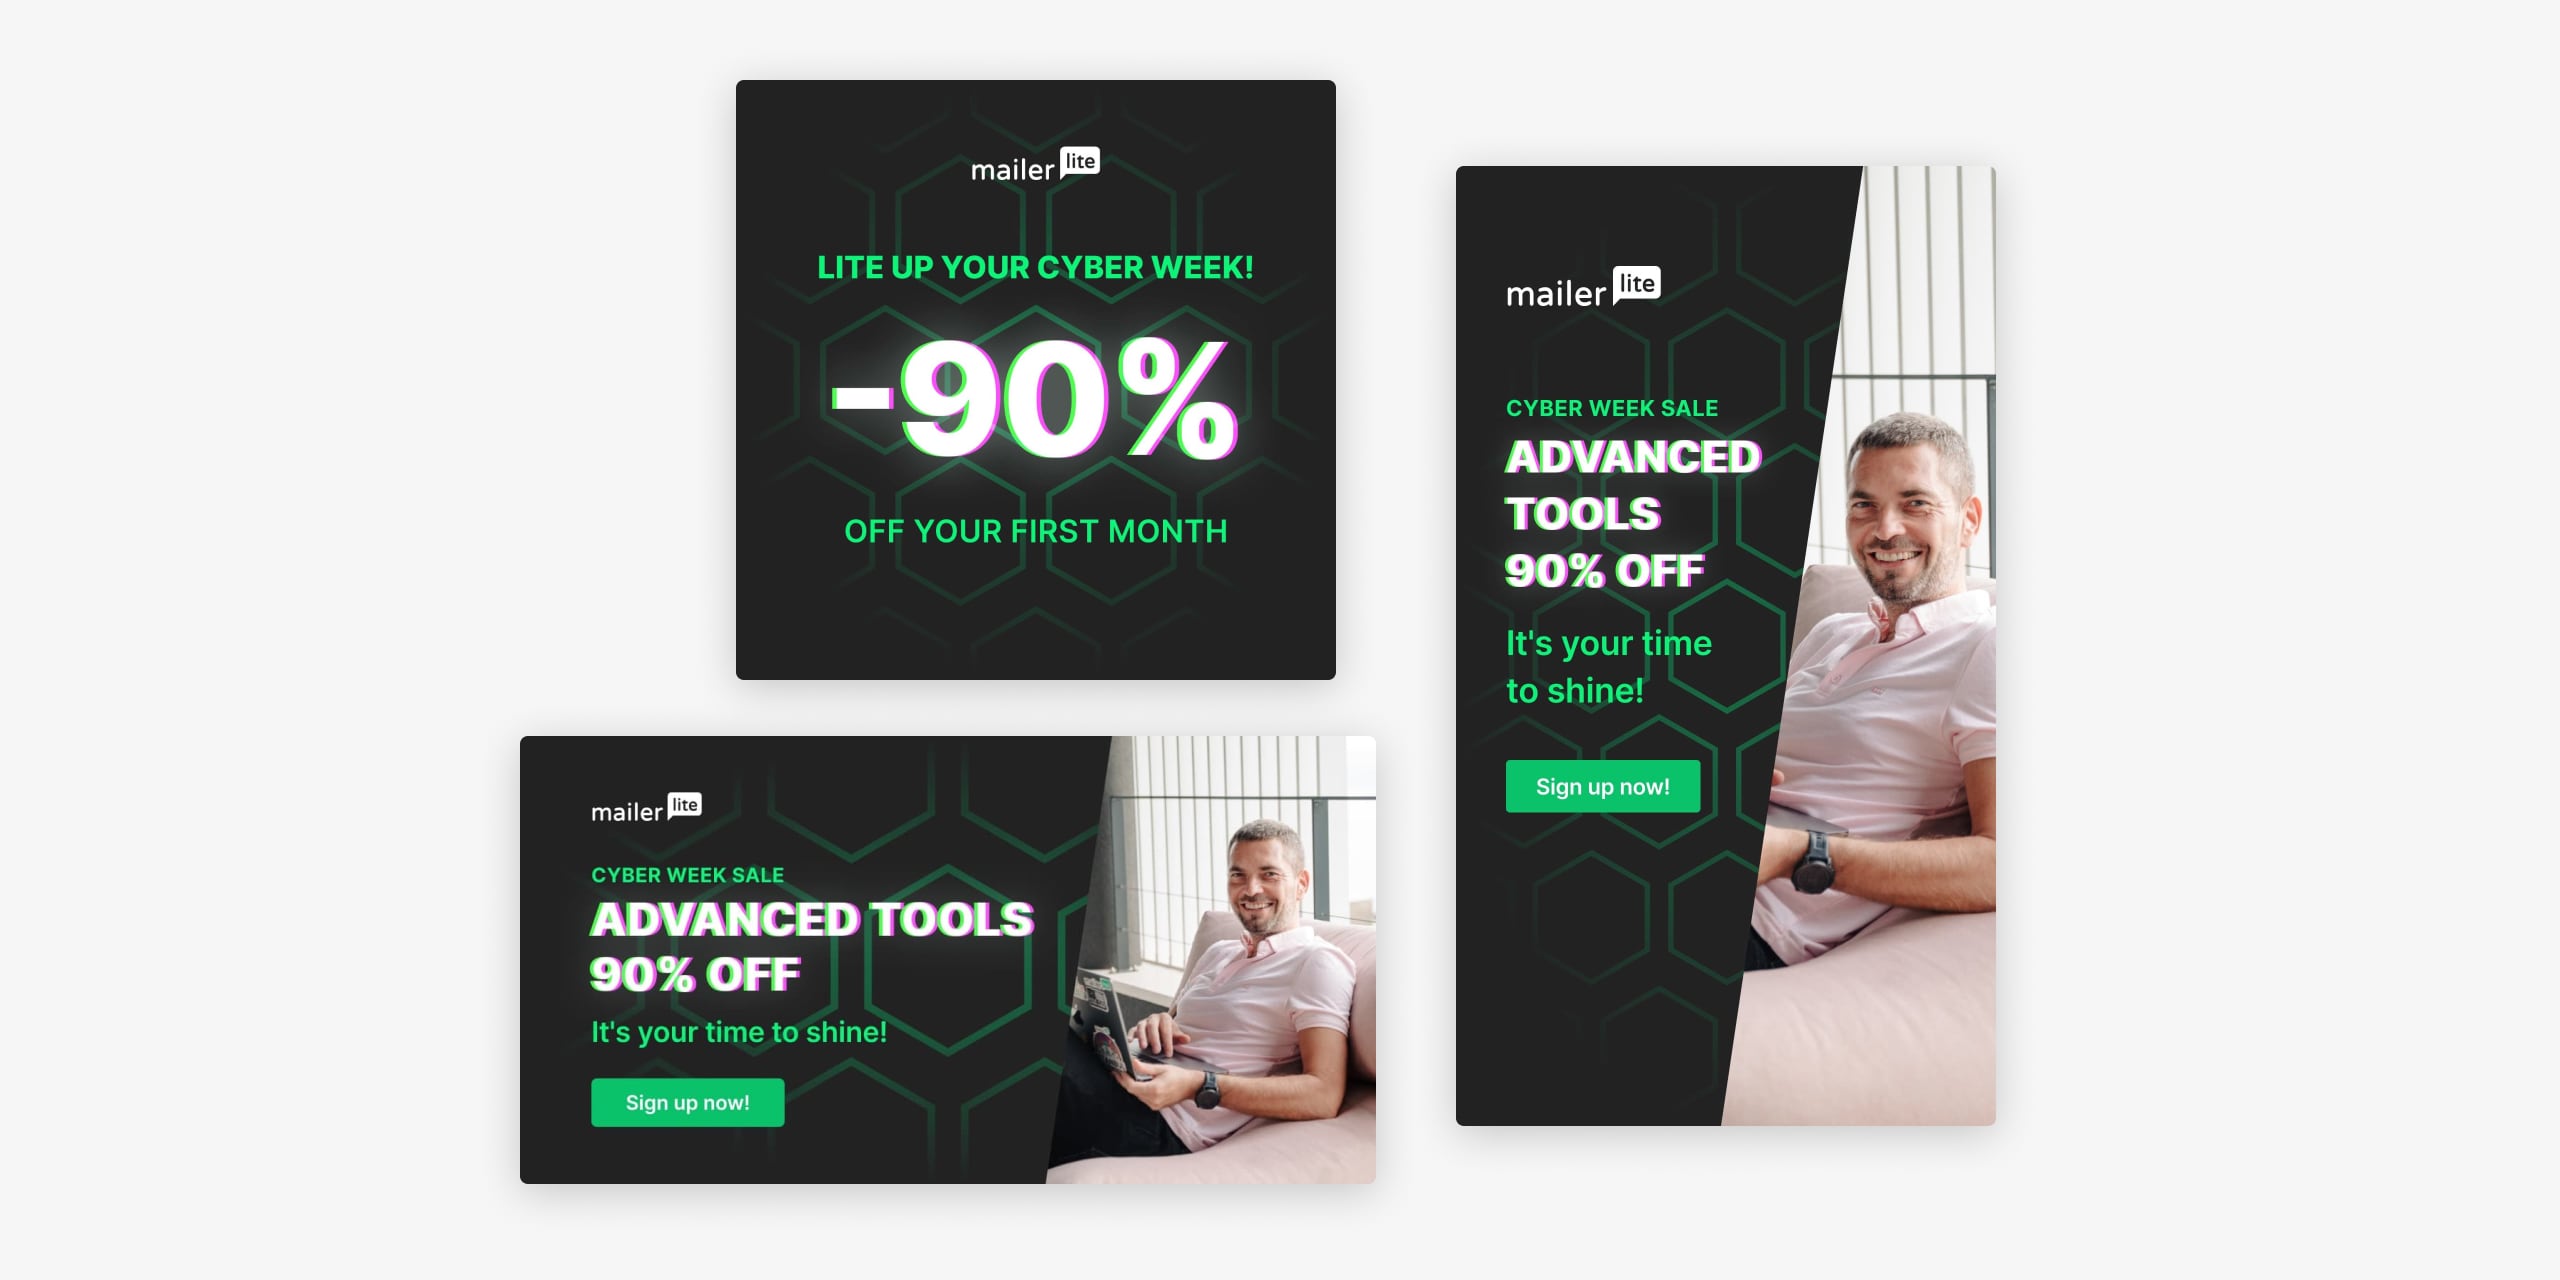 mailer lite
LITE UP YOUR CYBER WEEK!
-90%
OFF YOUR FIRST MONTH
mailer lite
CYBER WEEK SALE
ADVANCED TOOLS
90% OFF
It's your time to shine!
Sign up now!
mailer lite
CYBER WEEK SALE
ADVANCED
TOOLS
90% OFF
It's your time
to shine!
Sign up now!